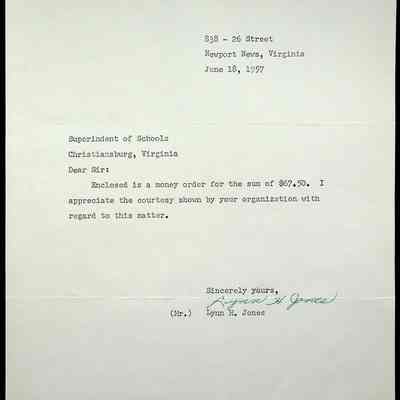 858 - 26 Street
Newport News, Virginia
June 18, 1957
Superindent of Schools
Christiansburg, Virginia
Dear Sir:
Enclosed is a money order for the sum of $67.50. I
appreciate the courtesy shown by your organization with
regard to this matter.
Sincerely yours,
Lynn H Jones
(Mr.) Lynn H. Jones